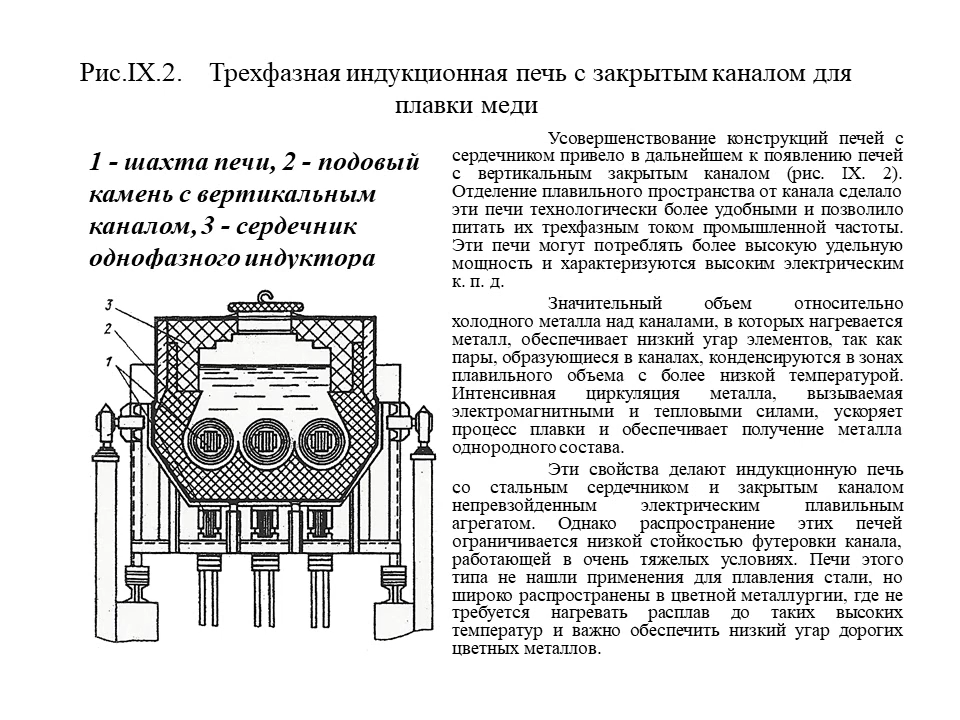 Рис.IX.2. Трехфазная индукционная печь с закрытым каналом для
плавки меди
1 - шахта печи, 2 - подовый
камень с вертикальным
каналом, 3 - сердечник
однофазного индуктора
3
2
1
Усовершенствование конструкций печей с
сердечником привело в дальнейшем к появлению печей
с вертикальным закрытым каналом (рис. IX. 2).
Отделение плавильного пространства от канала сделало
эти печи технологически более удобными и позволило
питать их трехфазным током промышленной частоты.
Эти печи могут потреблять более высокую удельную
мощность и характеризуются высоким электрическим
к. п. д.
Значительный объем относительно
холодного металла над каналами, в которых нагревается
металл, обеспечивает низкий угар элементов, так как
пары, образующиеся в каналах, конденсируются в зонах
плавильного объема с более низкой температурой.
Интенсивная циркуляция металла, вызываемая
электромагнитными и тепловыми силами, ускоряет
процесс плавки и обеспечивает получение металла
однородного состава.
Эти свойства делают индукционную печь
со стальным сердечником и закрытым каналом
непревзойденным электрическим плавильным
агрегатом. Однако распространение этих печей
ограничивается низкой стойкостью футеровки канала,
работающей в очень тяжелых условиях. Печи этого
типа не нашли применения для плавления стали, но
широко распространены в цветной металлургии, где не
требуется нагревать расплав до таких высоких
температур и важно обеспечить низкий угар дорогих
цветных металлов.